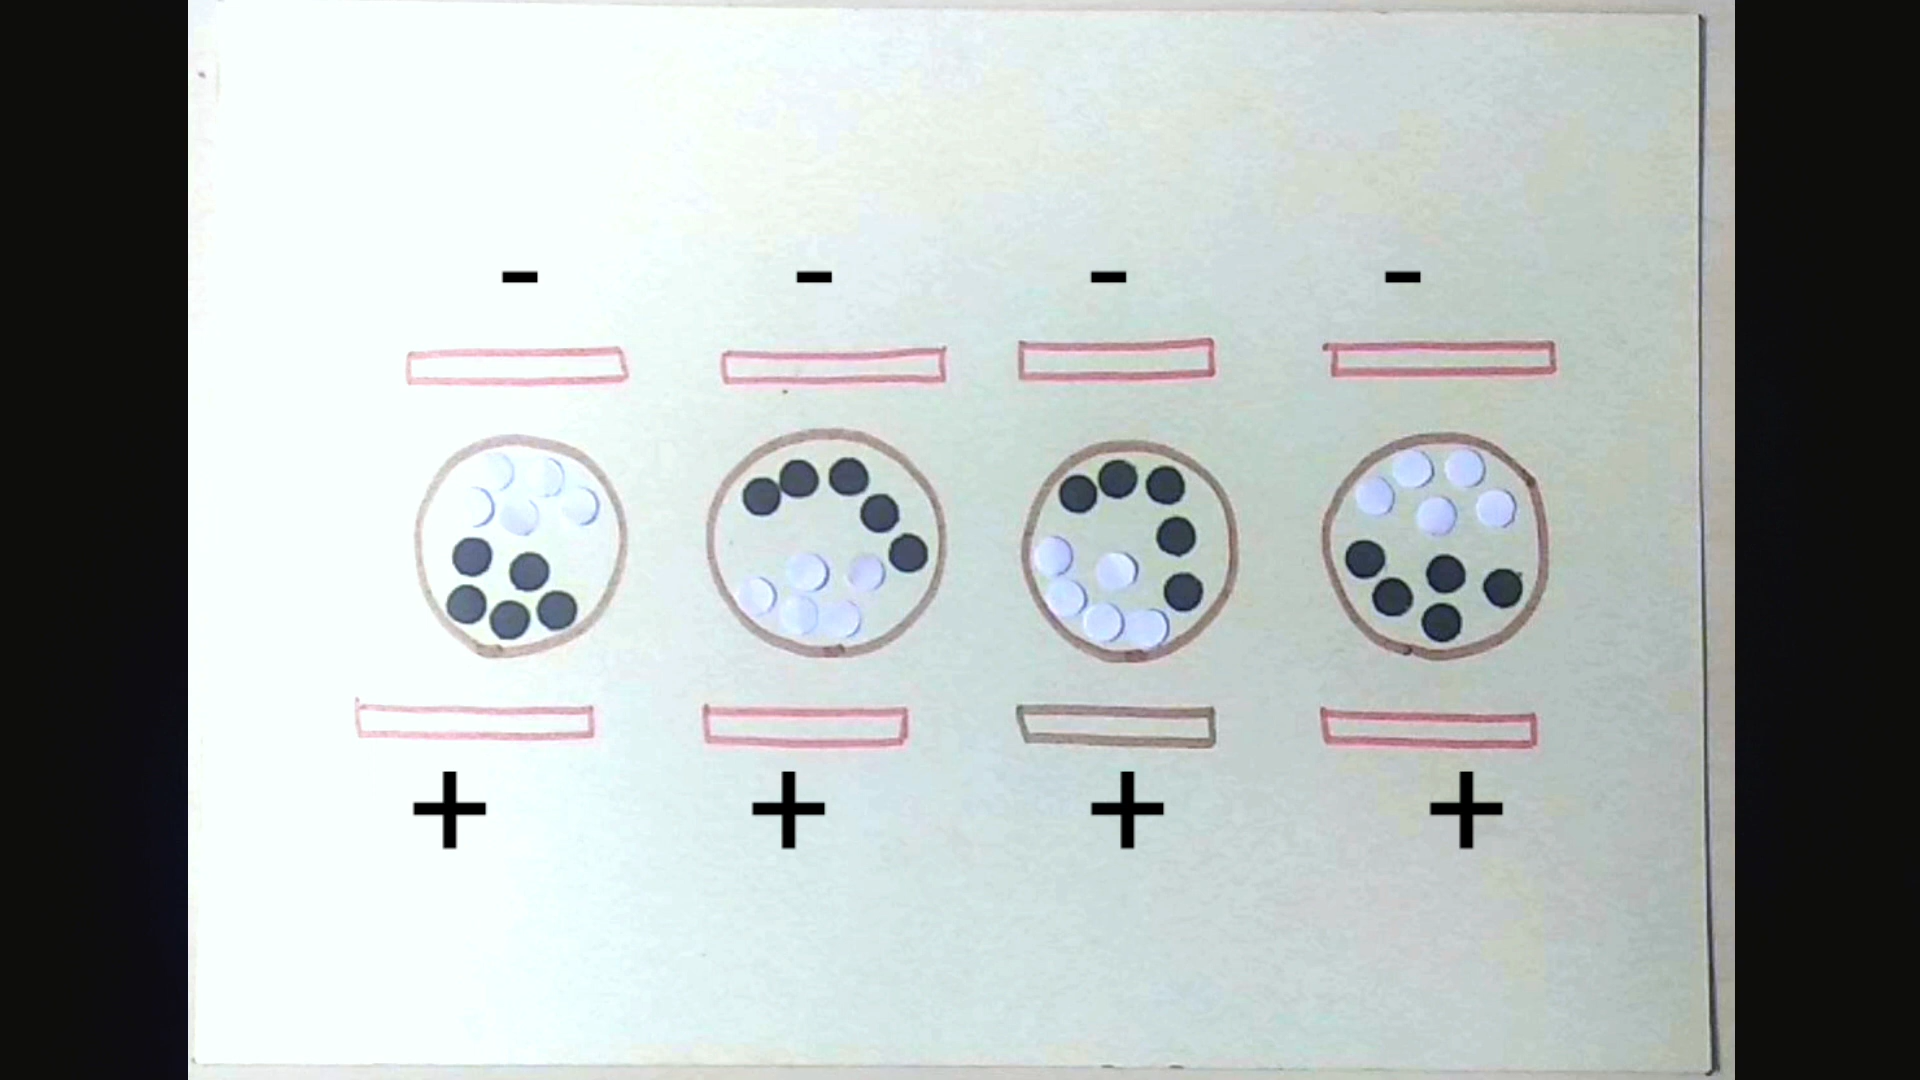 - - - -
+ + + +